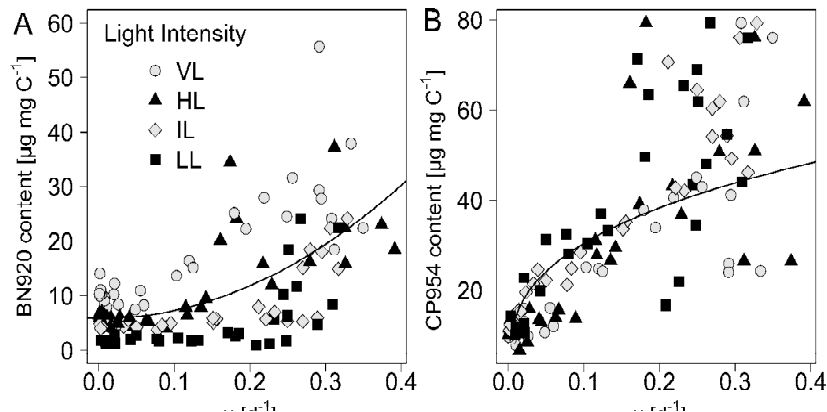 A
BN920 content [µg mg C⁻¹]
60
50
40
30
20
10
0
Light Intensity
VL
HL
IL
LL
0.0 0.1 0.2 0.3 0.4
B
CP954 content [µg mg C⁻¹]
80
60
40
20
0.0 0.1 0.2 0.3 0.4
[d⁻¹]
[d⁻¹]